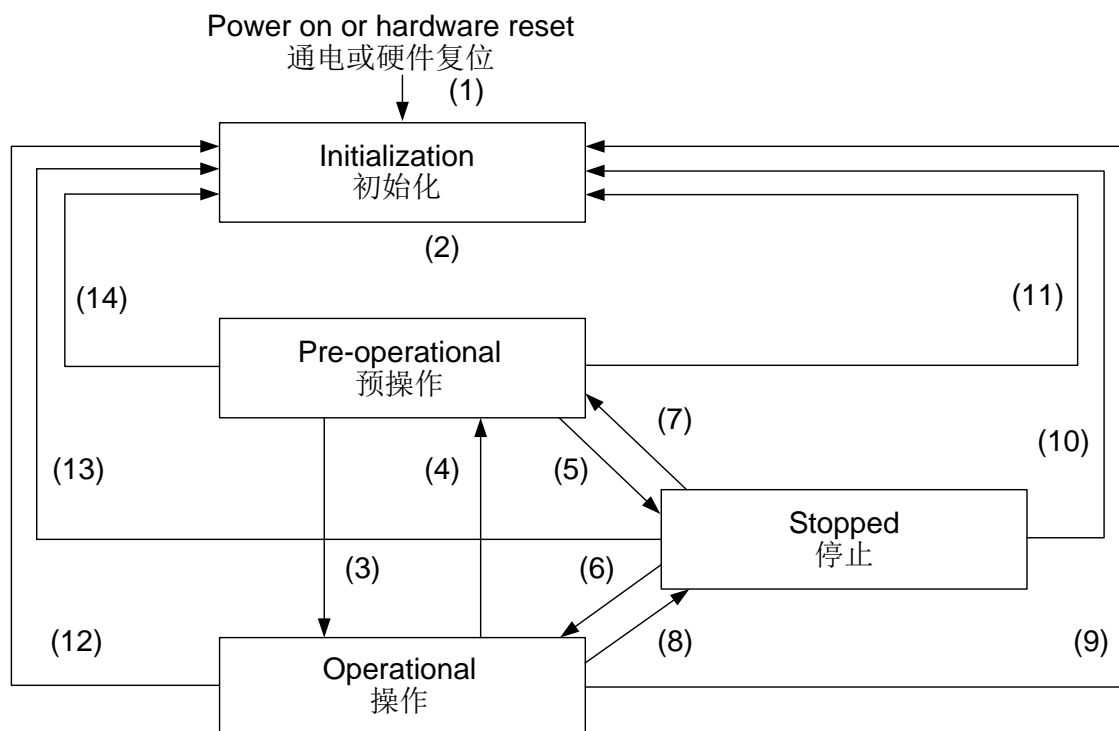 Power on or hardware reset
通电或硬件复位
(1)
Initialization
初始化
(2)
(14)
(11)
Pre-operational
预操作
(7)
(13)
(4)
(5)
(10)
Stopped
停止
(3)
(6)
(12)
(8)
(9)
Operational
操作